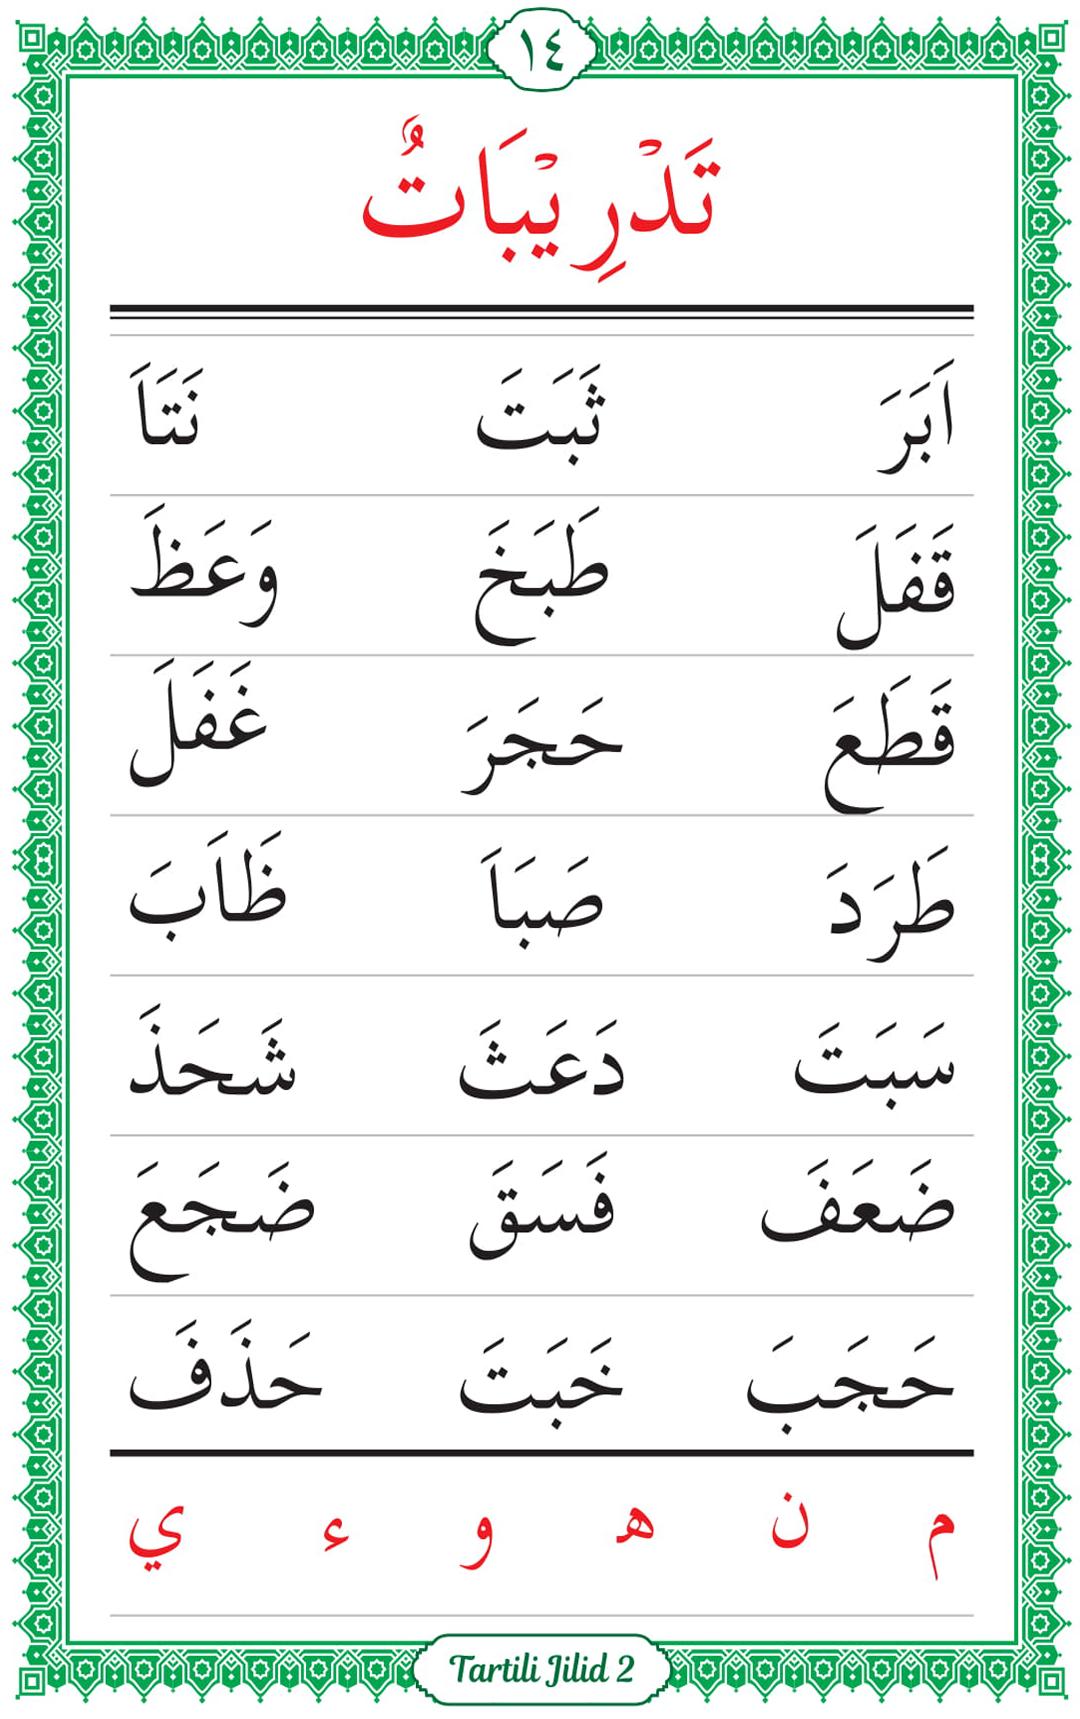 ١٤
تَدْرِيْبَاتٌ
اَبَرَ ثَبَتَ نَتَاَ
قَفَلَ طَبَخَ وَعَظَ
قَطَعَ حَجَرَ غَفَلَ
طَرَدَ صَبَاَ ظَاَبَ
سَبَتَ دَعَثَ شَحَذَ
ضَعَفَ فَسَقَ ضَجَعَ
حَجَبَ خَبَتَ حَذَفَ
م ن ه و ء ي
Tartili Jilid 2